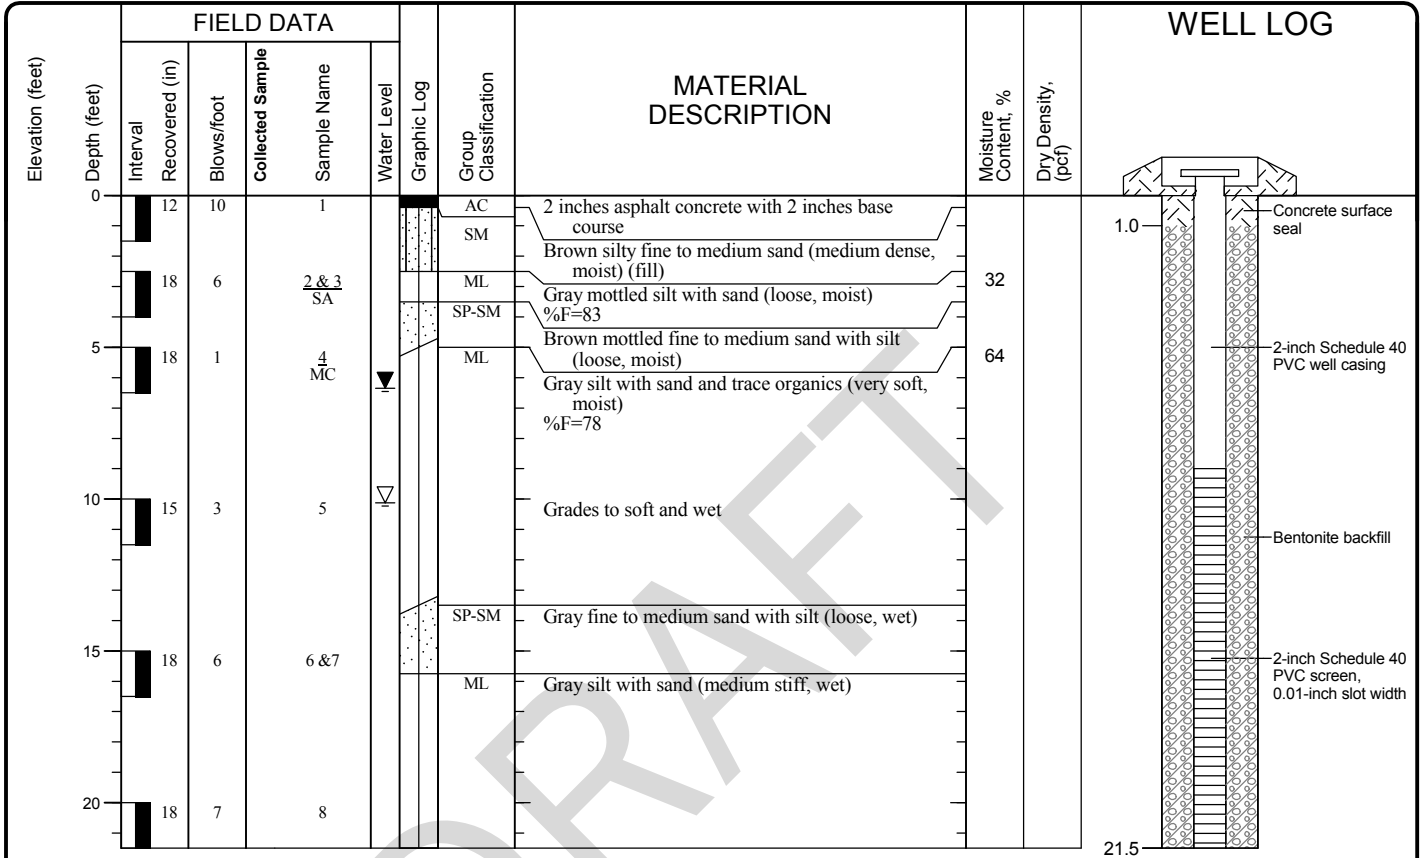 FIELD DATA
WELL LOG
Elevation (feet)
Depth (feet)
Interval
Recovered (in)
Blows/foot
Collected Sample
Sample Name
Water Level
Graphic Log
Group
Classification
MATERIAL
DESCRIPTION
Moisture
Content, %
Dry Density,
(pcf)
0
12 10 1 AC 2 inches asphalt concrete with 2 inches base
course
SM
Brown silty fine to medium sand (medium dense,
moist) (fill)
18 6 2 & 3
SA
ML
32
Gray mottled silt with sand (loose, moist)
%F=83
SP-SM
Brown mottled fine to medium sand with silt
(loose, moist)
5
18 1 4
MC
ML
64
Gray silt with sand and trace organics (very soft,
moist)
%F=78
10
15 3 5 Grades to soft and wet
SP-SM Gray fine to medium sand with silt (loose, wet)
15
18 6 6 &7
ML Gray silt with sand (medium stiff, wet)
20
18 7 8
Concrete surface
seal
1.0
2-inch Schedule 40
PVC well casing
Bentonite backfill
2-inch Schedule 40
PVC screen,
0.01-inch slot width
21.5
DRAFT